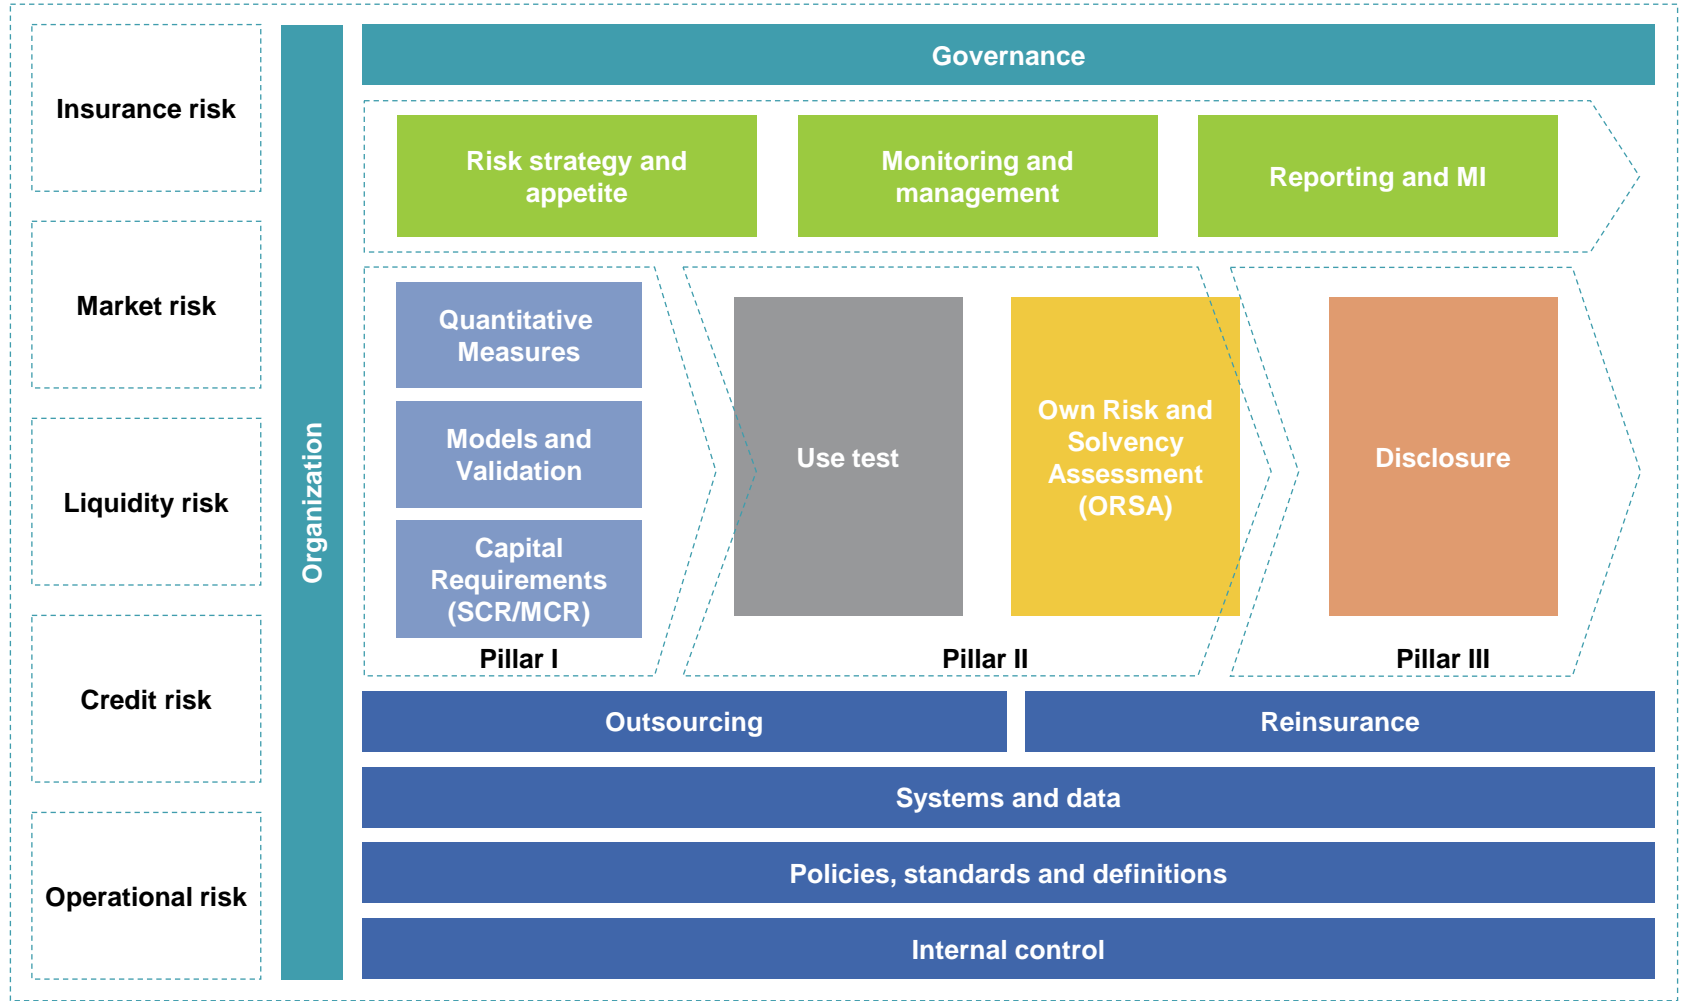 Insurance risk
Market risk
Liquidity risk
Credit risk
Operational risk
Organization
Governance
Risk strategy and
appetite
Monitoring and
management
Reporting and MI
Quantitative
Measures
Models and
Validation
Capital
Requirements
(SCR/MCR)
Pillar I
Use test
Own Risk and
Solvency
Assessment
(ORSA)
Pillar II
Disclosure
Pillar III
Outsourcing
Reinsurance
Systems and data
Policies, standards and definitions
Internal control